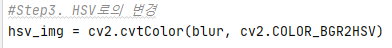 #Step3. HSV로의 변경
hsv_img = cv2.cvtColor(blur, cv2.COLOR_BGR2HSV)